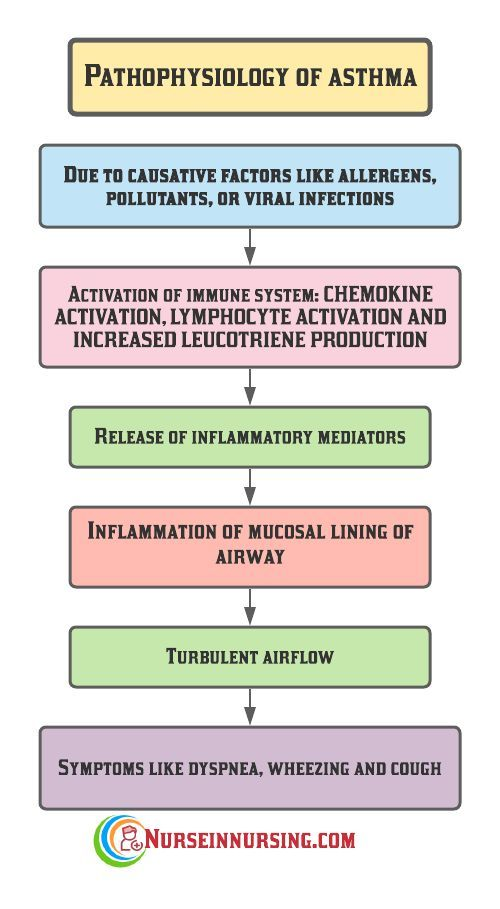 Pathophysiology of asthma
Due to causative factors like allergens,
pollutants, or viral infections
Activation of immune system: CHEMOKINE
ACTIVATION, LYMPHOCYTE ACTIVATION AND
INCREASED LEUCOTRIENE PRODUCTION
Release of inflammatory mediators
Inflammation of mucosal lining of
airway
Turbulent airflow
Symptoms like dyspnea, wheezing and cough
Nurseinnursing.com